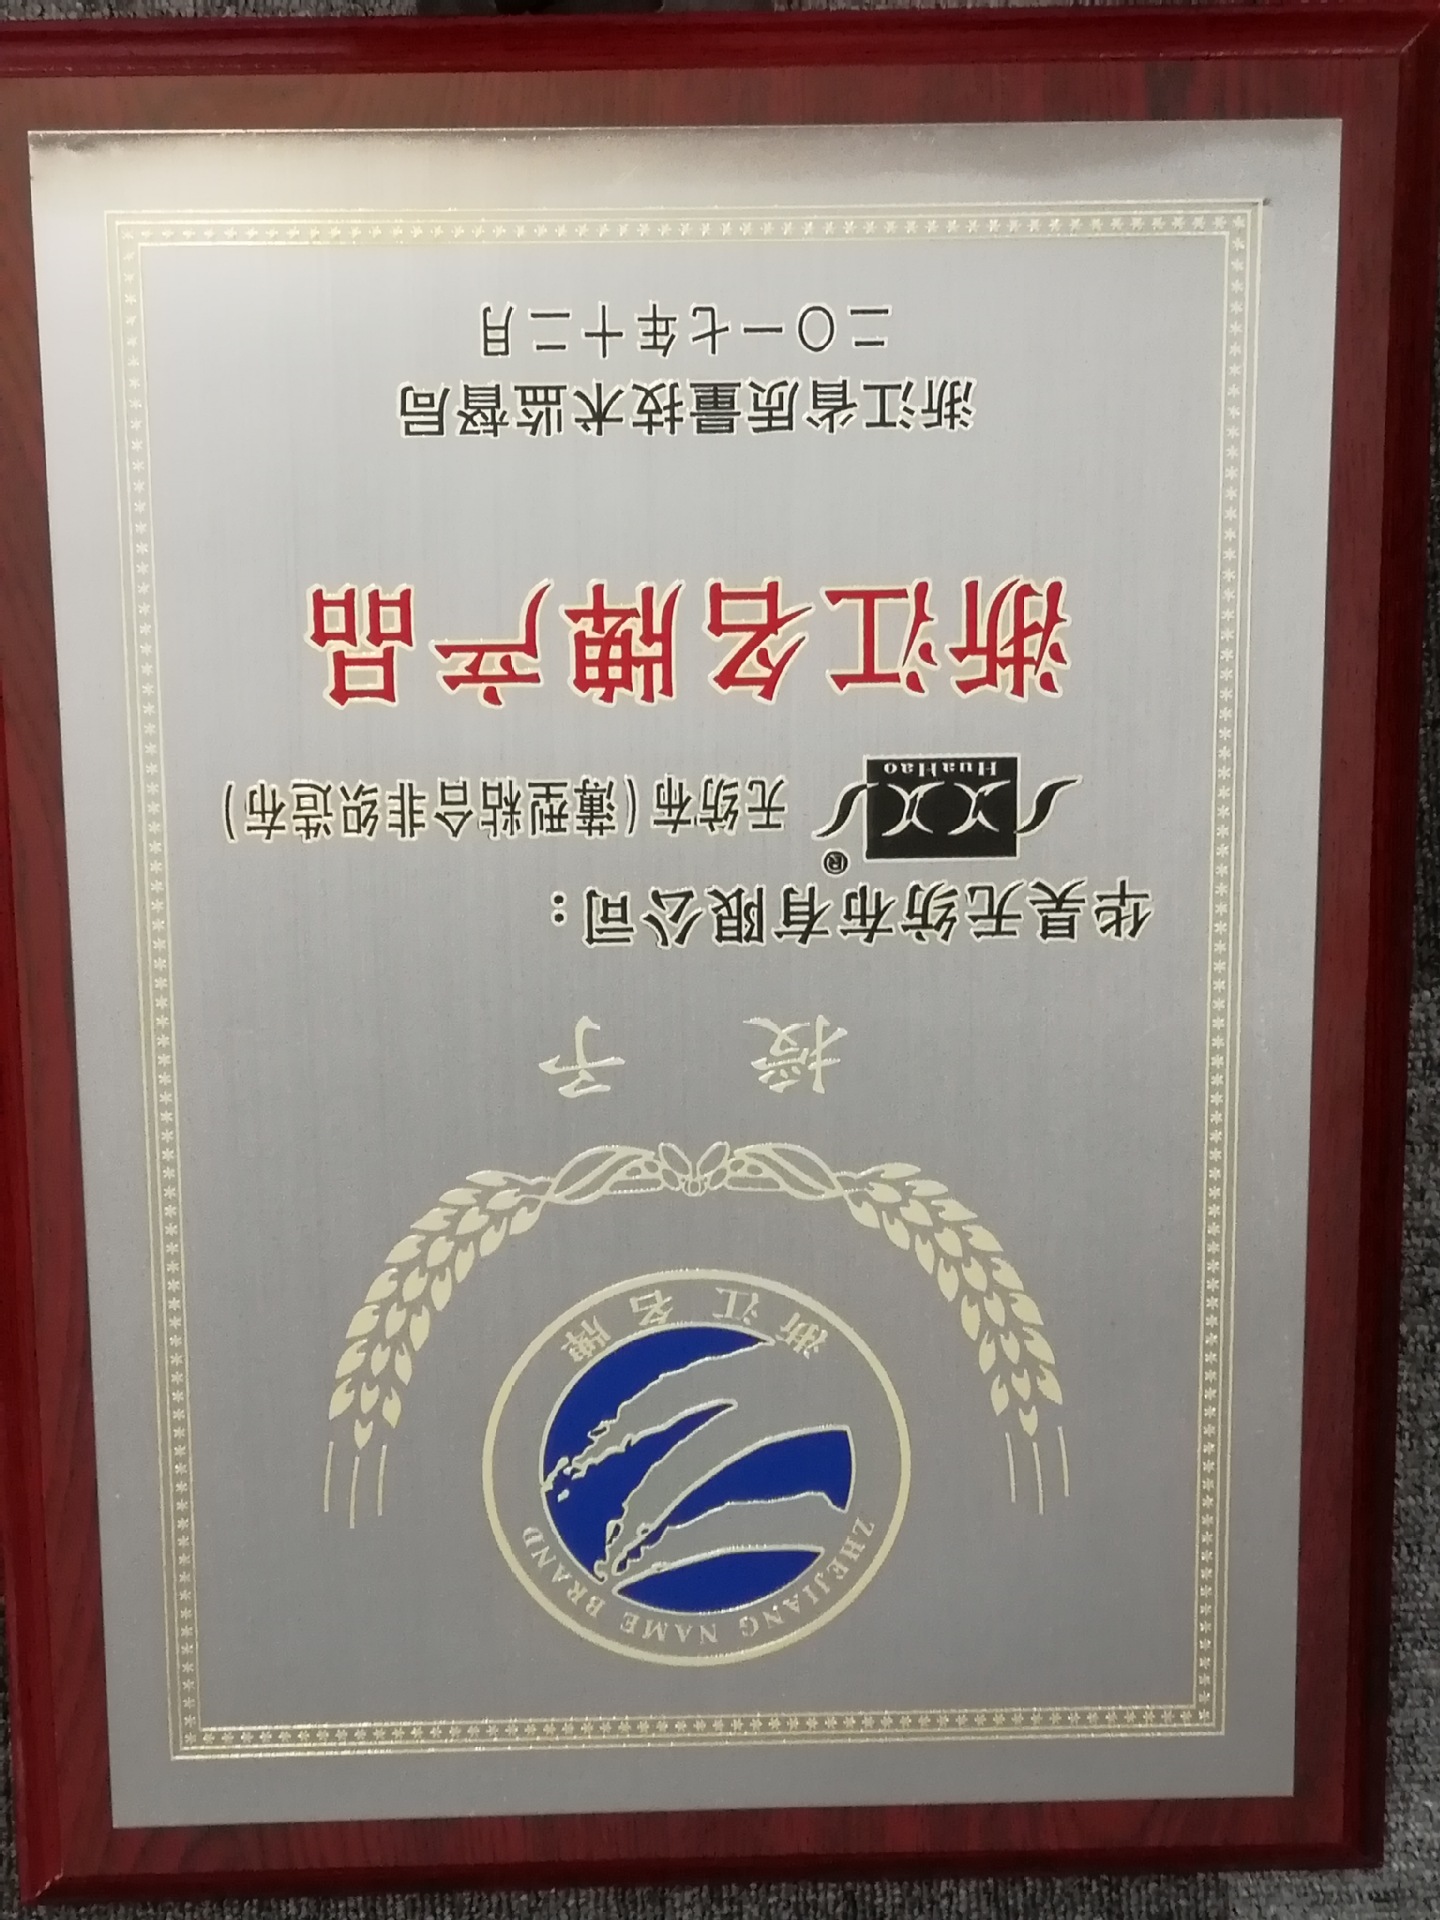 浙江名牌
ZHEJIANG NAME BRAND
授予
华昊无纺布有限公司：
HuaHao ® 无纺布(薄型粘合非织造布)
浙江名牌产品
浙江省质量技术监督局
二〇一七年十二月